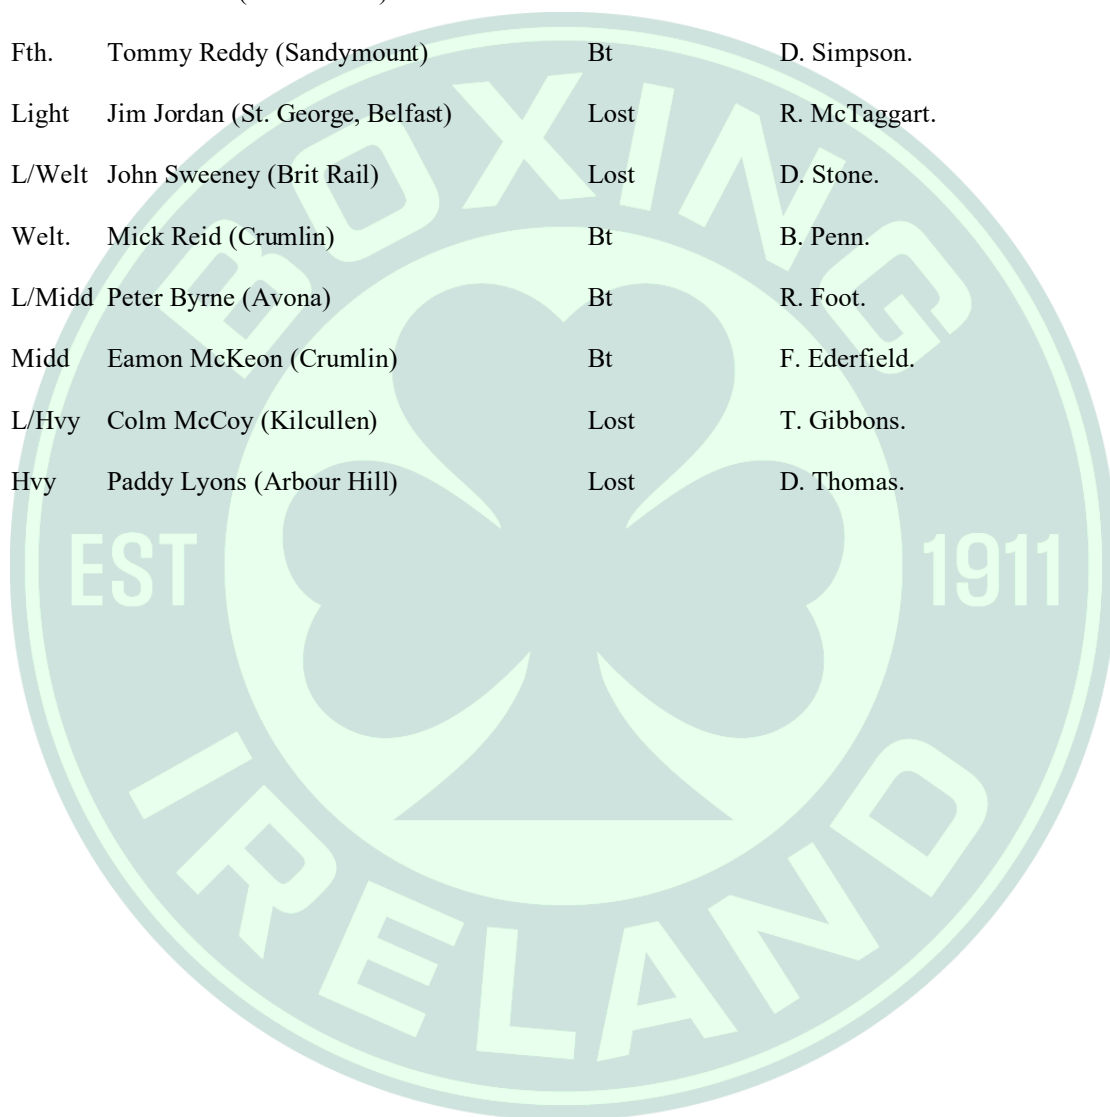 Fth. Tommy Reddy (Sandymount) Bt D. Simpson.
Light Jim Jordan (St. George, Belfast) Lost R. McTaggart.
L/Welt John Sweeney (Brit Rail) Lost D. Stone.
Welt. Mick Reid (Crumlin) Bt B. Penn.
L/Midd Peter Byrne (Avona) Bt R. Foot.
Midd Eamon McKeon (Crumlin) Bt F. Ederfield.
L/Hvy Colm McCoy (Kilcullen) Lost T. Gibbons.
Hvy Paddy Lyons (Arbour Hill) Lost D. Thomas.
BOXING
EST 1911
IRELAND